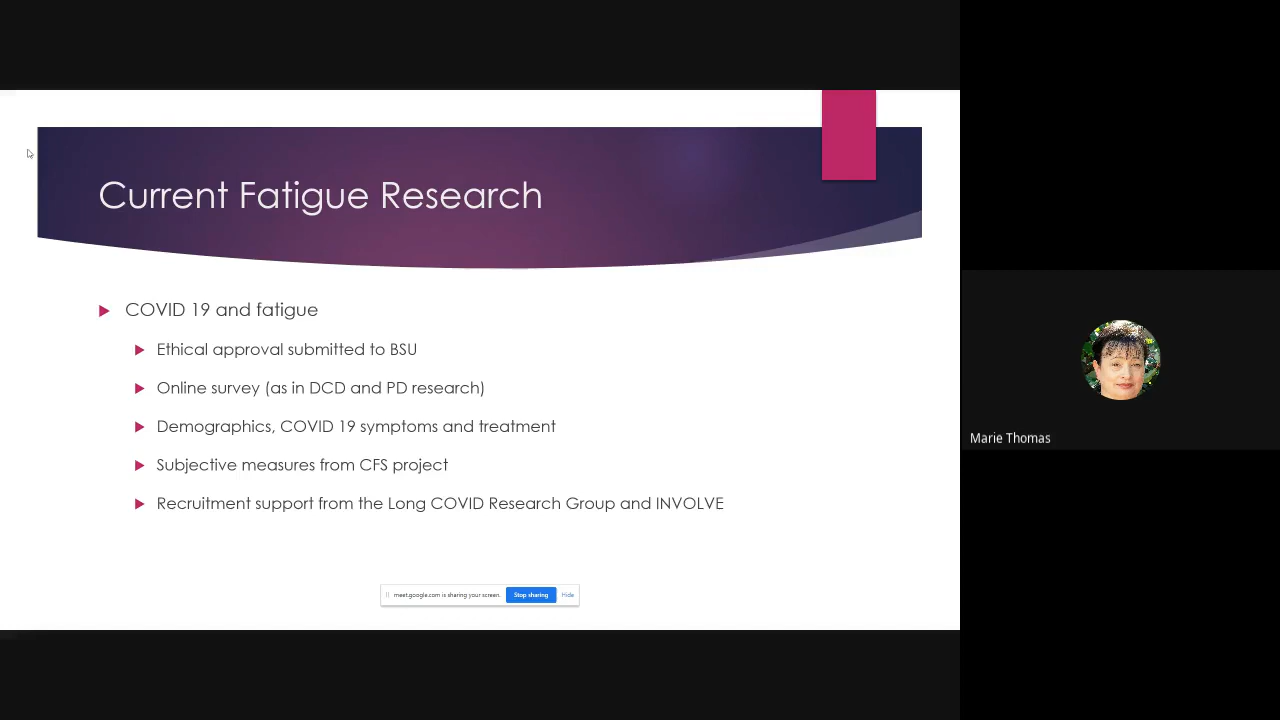 Current Fatigue Research
COVID 19 and fatigue
Ethical approval submitted to BSU
Online survey (as in DCD and PD research)
Demographics, COVID 19 symptoms and treatment
Subjective measures from CFS project
Recruitment support from the Long COVID Research Group and INVOLVE
meet.google.com is sharing your screen. Stop sharing Hide
Marie Thomas